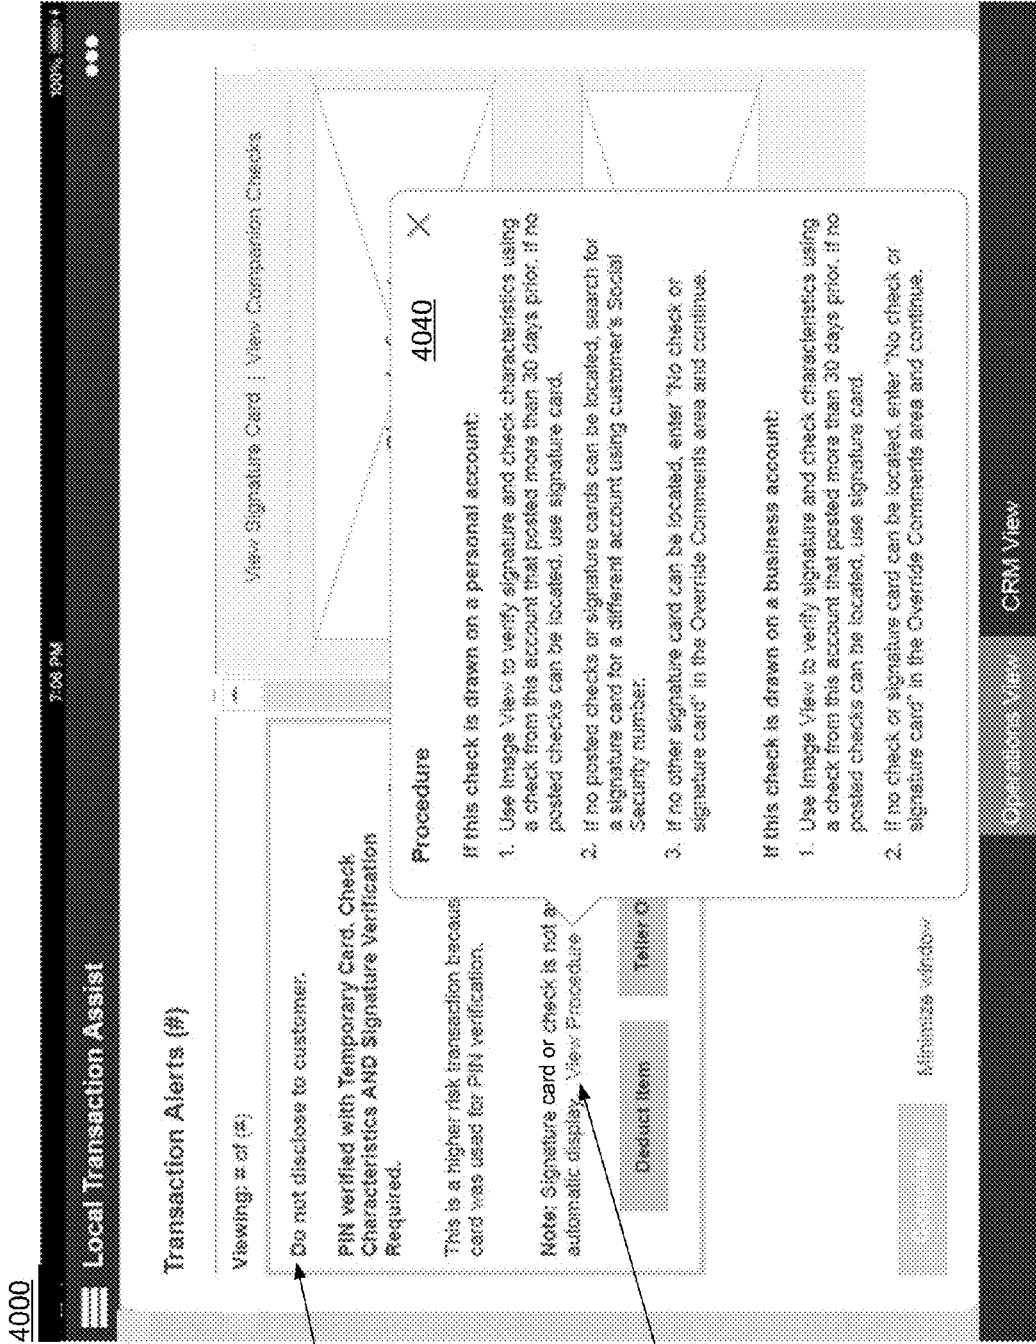 4000
7:06 PM
100%
Local Transaction Assist
Transaction Alerts (#)
Viewing: # of (#)
View Signature Card | View Companion Checks
Do not disclose to customer.
PIN verified with Temporary Card. Check
Characteristics AND Signature Verification
Required.
This is a higher risk transaction becaus
card was used for PIN verification.
Note: Signature card or check is not a
automatic display. View Procedure
Deduct Item
Teller O
Minimize window
Procedure
4040
If this check is drawn on a personal account:
1. Use Image View to verify signature and check characteristics using
a check from this account that posted more than 30 days prior. If no
posted checks can be located, use signature card.
2. If no posted checks or signature cards can be located, search for
a signature card for a different account using customer's Social
Security number.
3. If no other signature card can be located, enter "No check or
signature card" in the Override Comments area and continue.
If this check is drawn on a business account:
1. Use Image View to verify signature and check characteristics using
a check from this account that posted more than 30 days prior. If no
posted checks can be located, use signature card.
2. If no check or signature card can be located, enter "No check or
signature card" in the Override Comments area and continue.
Operations View
CRM View